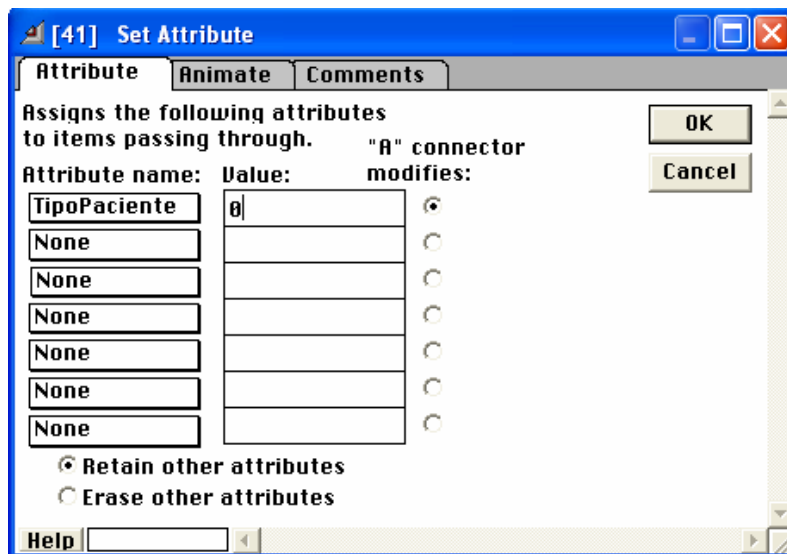 [41] Set Attribute
Attribute Animate Comments
Assigns the following attributes
to items passing through.
"A" connector
modifies:
Attribute name: Value:
TipoPaciente 0
None
None
None
None
None
None
Retain other attributes
Erase other attributes
OK
Cancel
Help